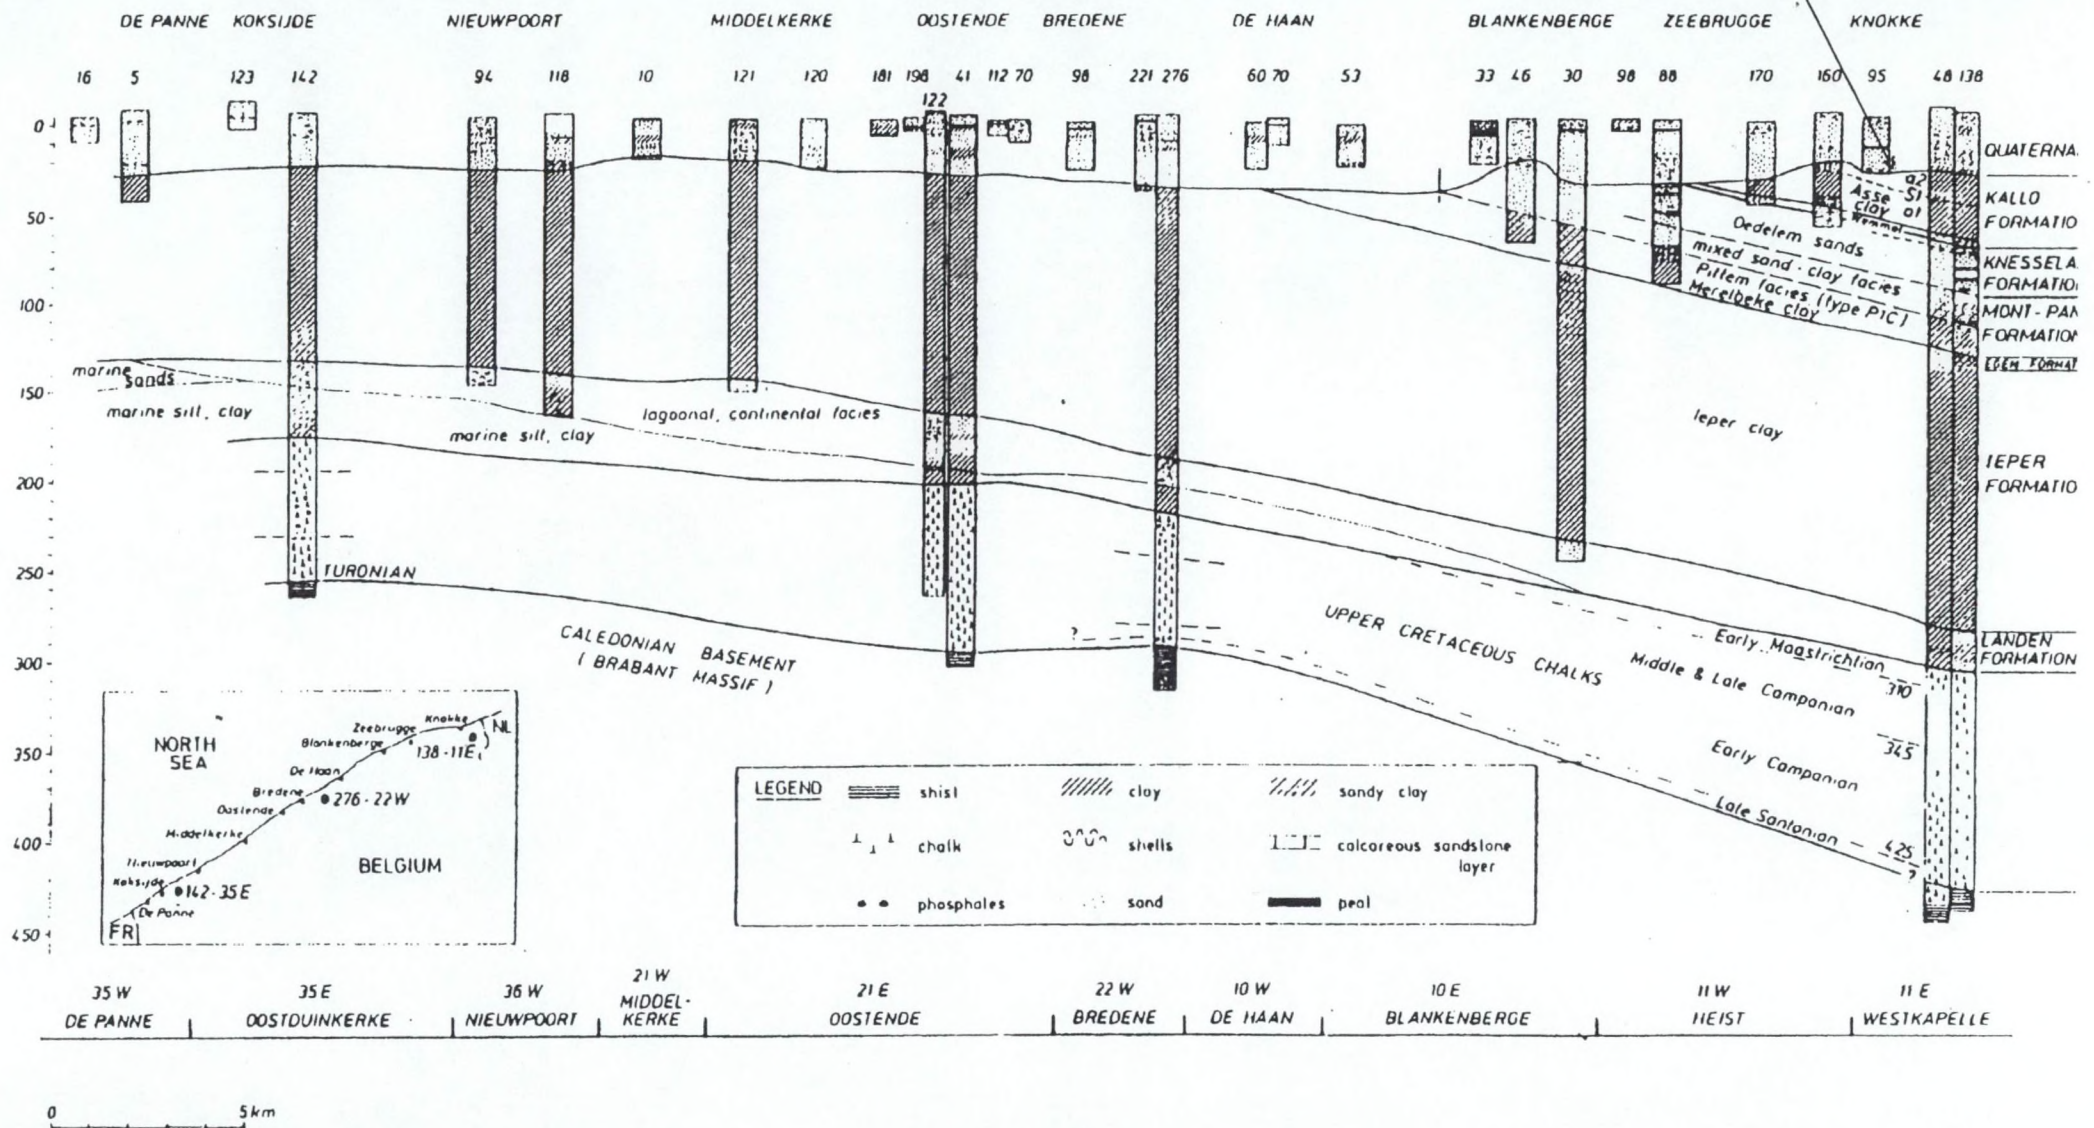 DE PANNE KOKSIJDE NIEUWPOORT MIDDELKERKE OOSTENDE BREDENE DE HAAN BLANKENBERGE ZEEBRUGGE KNOKKE
16 5 123 142 94 118 10 121 120 181 198 41 112 70 98 221 276 60 70 53 33 46 30 98 88 170 160 95 48 138
122
0
50
100
150
200
250
300
350
400
450
QUATERNA
KALLO
FORMATIO
KNESSELA
FORMATIO
MONT-PAN
FORMATION
EGEM FORMAT
IEPER
FORMATIO
LANDEN
FORMATION
a2
S1
Asse
clay a1
Wemmel
Oedelem sands
mixed sand-clay facies
Pittem facies (type P1C)
Merelbeke clay
marine
sands
marine silt, clay
marine silt, clay
lagoonal, continental facies
Ieper clay
TURONIAN
CALEDONIAN BASEMENT
(BRABANT MASSIF)
?
UPPER CRETACEOUS CHALKS
Early Maastrichtian
310
Middle & Late Campanian
345
Early Campanian
Late Santonian
425
?
NORTH
SEA
Knokke
NL
Zeebrugge
Blankenberge
138-11E
De Haan
Bredene
276-22W
Oostende
Middelkerke
BELGIUM
Nieuwpoort
Koksijde
142-35E
De Panne
FR
LEGEND shist clay sandy clay
chalk shells calcareous sandstone
layer
phosphates sand peat
35 W 35 E 36 W 21 W 21 E 22 W 10 W 10 E 11 W 11 E
DE PANNE OOSTDUINKERKE NIEUWPOORT MIDDEL-
KERKE OOSTENDE BREDENE DE HAAN BLANKENBERGE HEIST WESTKAPELLE
0 5 km